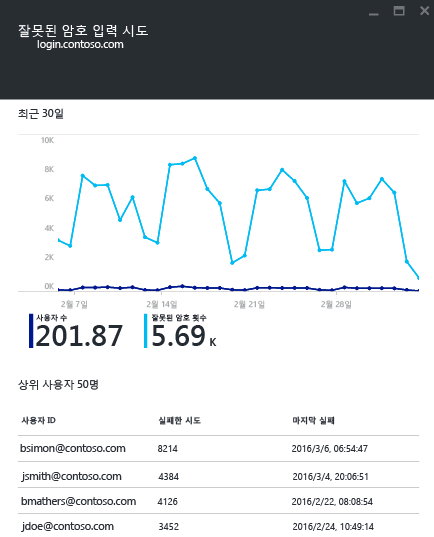 잘못된 암호 입력 시도
login.contoso.com
최근 30일
10K
8K
6K
4K
2K
0K
2월 7일 2월 14일 2월 21일 2월 28일
사용자 수 잘못된 암호 횟수
201.87 5.69 K
상위 사용자 50명
사용자 ID 실패한 시도 마지막 실패
bsimon@contoso.com 8214 2016/3/6, 06:54:47
jsmith@contoso.com 4384 2016/3/4, 20:06:51
bmathers@contoso.com 4126 2016/2/22, 08:08:54
jdoe@contoso.com 3452 2016/2/24, 10:49:14